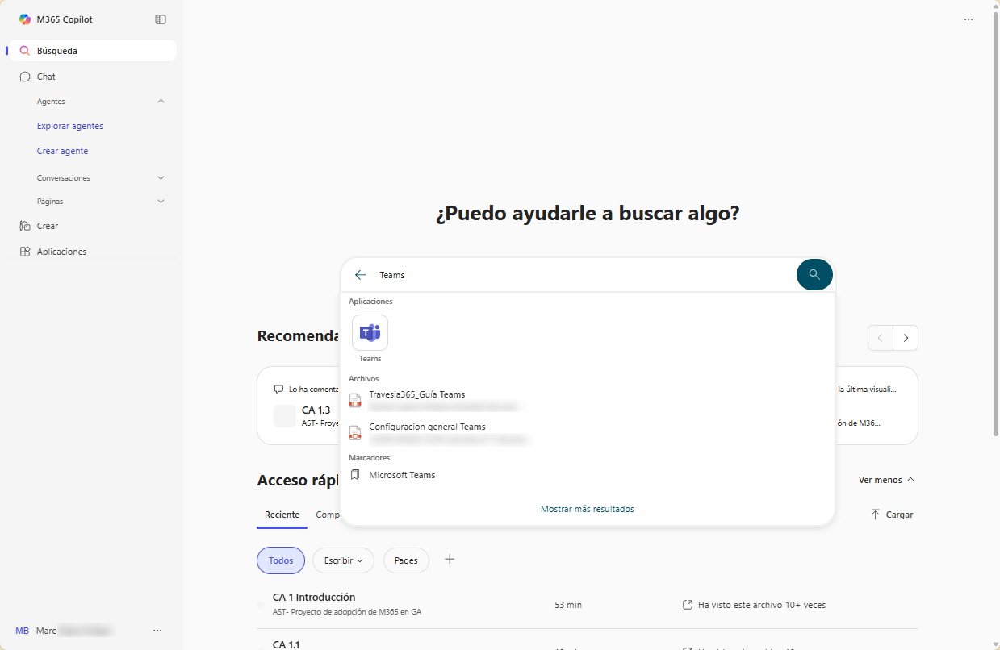 M365 Copilot
Búsqueda
Chat
Agentes
Explorar agentes
Crear agente
Conversaciones
Páginas
Crear
Aplicaciones
MB Marc
¿Puedo ayudarle a buscar algo?
Teams
Aplicaciones
Teams
Archivos
Travesia365_Guía Teams
Configuracion general Teams
Marcadores
Microsoft Teams
Mostrar más resultados
Recomenda
Lo ha comenta
CA 1.3
AST- Proye
la última visuali...
ón de M36...
Acceso rápi
Ver menos
Reciente Comp
Cargar
Todos Escribir Pages
CA 1 Introducción
AST- Proyecto de adopción de M365 en GA
53 min
Ha visto este archivo 10+ veces
CA 1.1